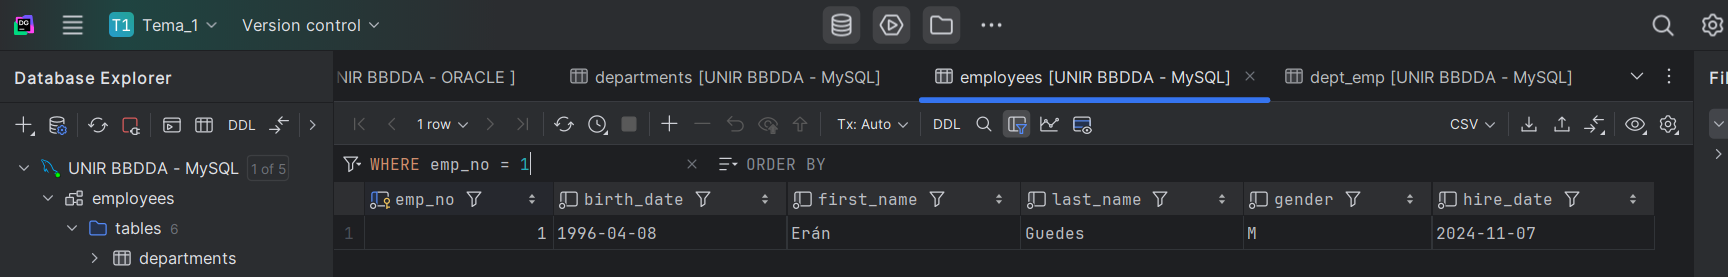 DG
T1 Tema_1 Version control
Database Explorer
NIR BBDDA - ORACLE ]
departments [UNIR BBDDA - MySQL]
employees [UNIR BBDDA - MySQL]
dept_emp [UNIR BBDDA - MySQL]
Fil
DDL
1 row
Tx: Auto
DDL
CSV
UNIR BBDDA - MySQL 1 of 5
WHERE emp_no = 1
ORDER BY
employees
emp_no birth_date first_name last_name gender hire_date
tables 6
1 1 1996-04-08 Erán Guedes M 2024-11-07
departments